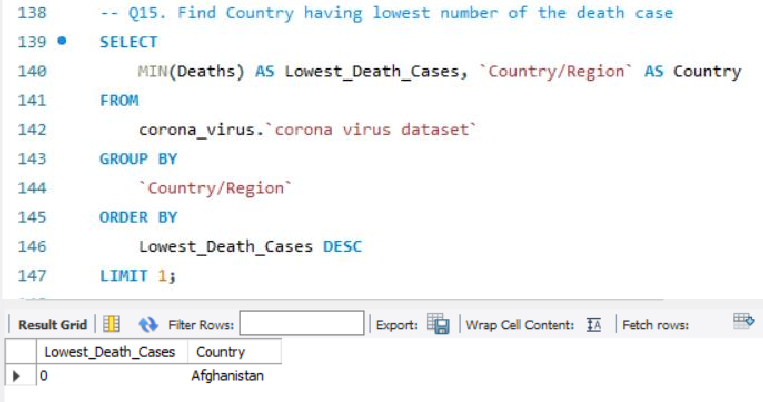 138 -- Q15. Find Country having lowest number of the death case
139 SELECT
140 MIN(Deaths) AS Lowest_Death_Cases, `Country/Region` AS Country
141 FROM
142 corona_virus.`corona virus dataset`
143 GROUP BY
144 `Country/Region`
145 ORDER BY
146 Lowest_Death_Cases DESC
147 LIMIT 1;
Result Grid Filter Rows: Export: Wrap Cell Content: IA Fetch rows:
Lowest_Death_Cases Country
0 Afghanistan